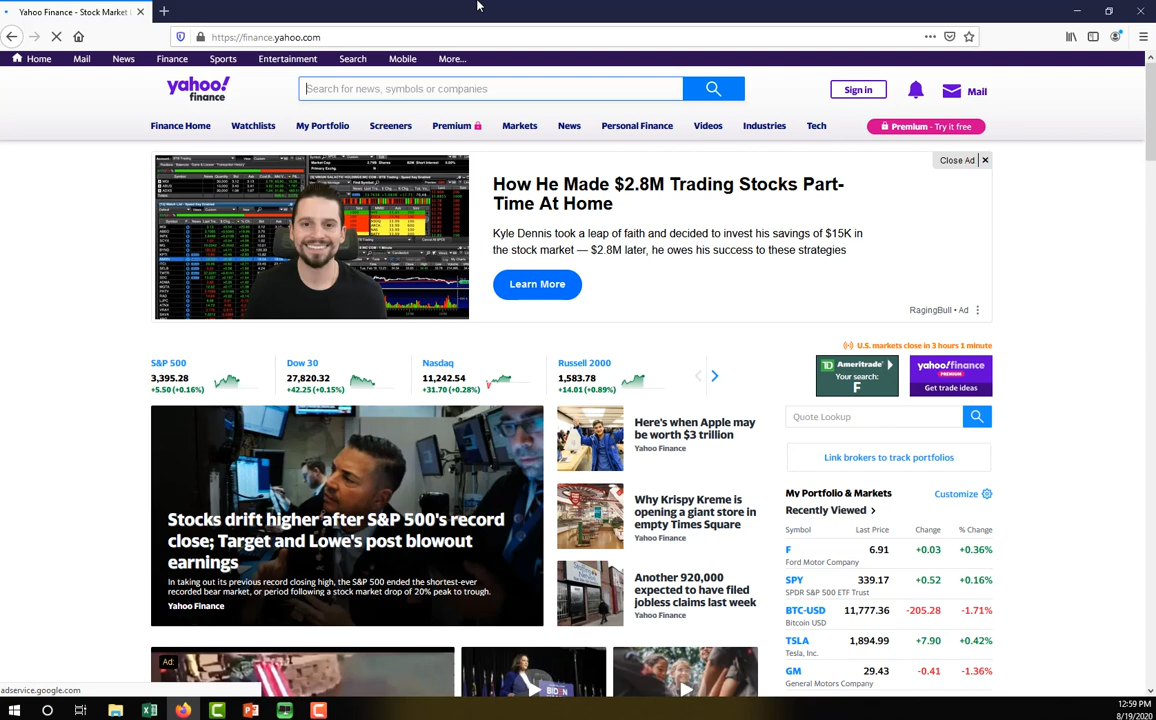 Yahoo Finance - Stock Market
https://finance.yahoo.com
Home
Mail
News
Finance
Sports
Entertainment
Search
Mobile
More...
yahoo!
finance
Search for news, symbols or companies
Sign in
Mail
Finance Home
Watchlists
My Portfolio
Screeners
Premium
Markets
News
Personal Finance
Videos
Industries
Tech
Premium - Try it free
Close Ad
How He Made $2.8M Trading Stocks Part-
Time At Home
Kyle Dennis took a leap of faith and decided to invest his savings of $15K in
the stock market — $2.8M later, he owes his success to these strategies
Learn More
RagingBull • Ad
U.S. markets close in 3 hours 1 minute
S&P 500
3,395.28
+5.50 (+0.16%)
Dow 30
27,820.32
+42.25 (+0.15%)
Nasdaq
11,242.54
+31.70 (+0.28%)
Russell 2000
1,583.78
+14.01 (+0.89%)
Ameritrade
Your search:
F
yahoo!finance
PREMIUM
Get trade ideas
Stocks drift higher after S&P 500's record
close; Target and Lowe's post blowout
earnings
In taking out its previous record closing high, the S&P 500 ended the shortest-ever
recorded bear market, or period following a stock market drop of 20% peak to trough.
Yahoo Finance
Here's when Apple may
be worth $3 trillion
Yahoo Finance
Why Krispy Kreme is
opening a giant store in
empty Times Square
Yahoo Finance
Another 920,000
expected to have filed
jobless claims last week
Yahoo Finance
Quote Lookup
Link brokers to track portfolios
My Portfolio & Markets
Customize
Recently Viewed
Symbol Last Price Change % Change
F 6.91 +0.03 +0.36%
Ford Motor Company
SPY 339.17 +0.52 +0.16%
SPDR S&P 500 ETF Trust
BTC-USD 11,777.36 -205.28 -1.71%
Bitcoin USD
TSLA 1,894.99 +7.90 +0.42%
Tesla, Inc.
GM 29.43 -0.41 -1.36%
General Motors Company
Ad:
BIDEN
adservice.google.com
12:59 PM
8/19/2020